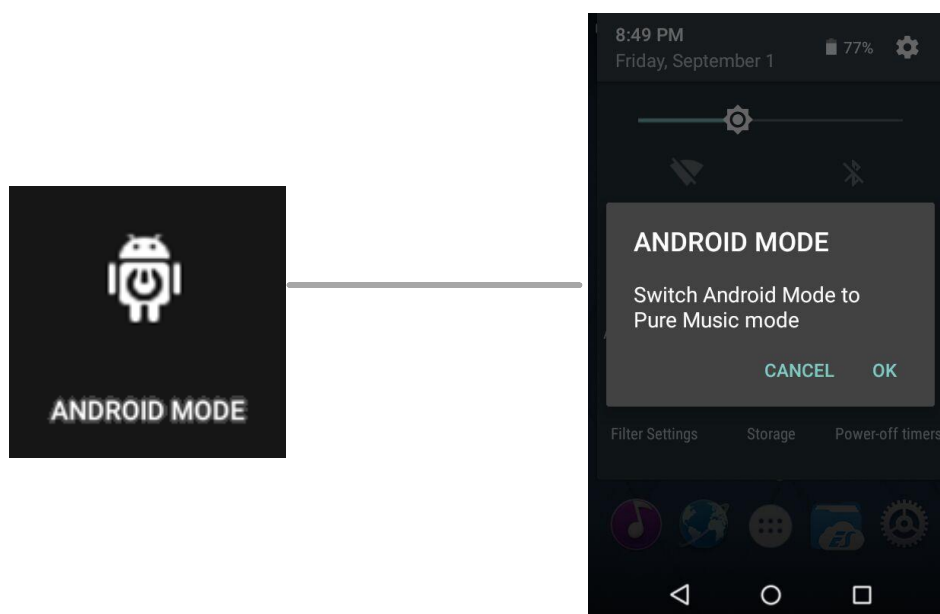 ANDROID MODE
8:49 PM
Friday, September 1
77%
ANDROID MODE
Switch Android Mode to
Pure Music mode
CANCEL OK
Filter Settings Storage Power-off timers